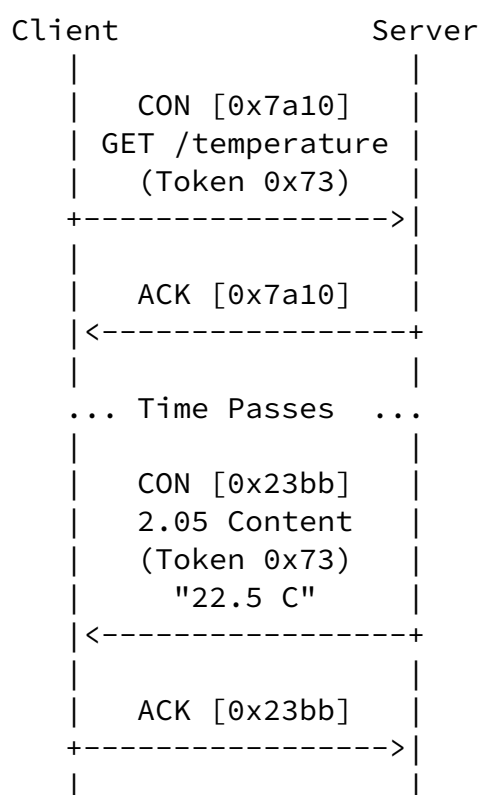 Client Server
CON [0x7a10]
GET /temperature
(Token 0x73)
ACK [0x7a10]
... Time Passes ...
CON [0x23bb]
2.05 Content
(Token 0x73)
"22.5 C"
ACK [0x23bb]